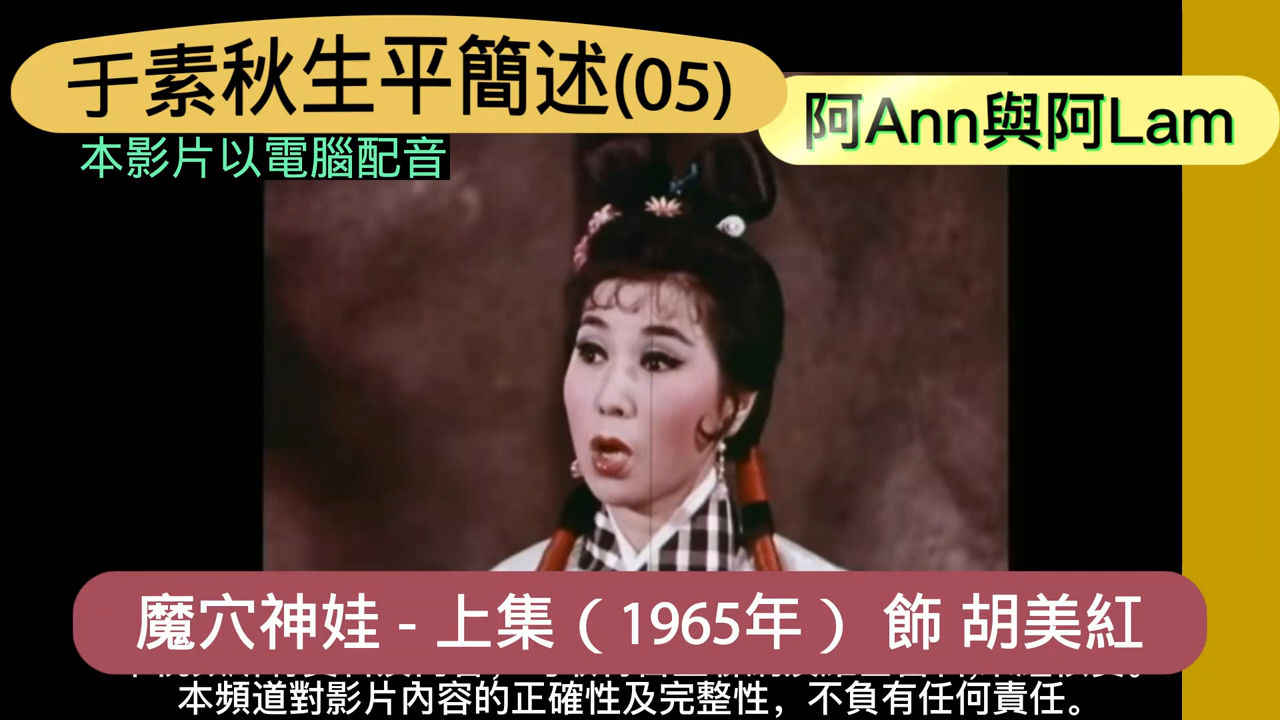 于素秋生平簡述(05)
阿Ann與阿Lam
本影片以電腦配音
魔穴神娃 - 上集（1965年） 飾 胡美紅
本頻道對影片內容的正確性及完整性，不負有任何責任。